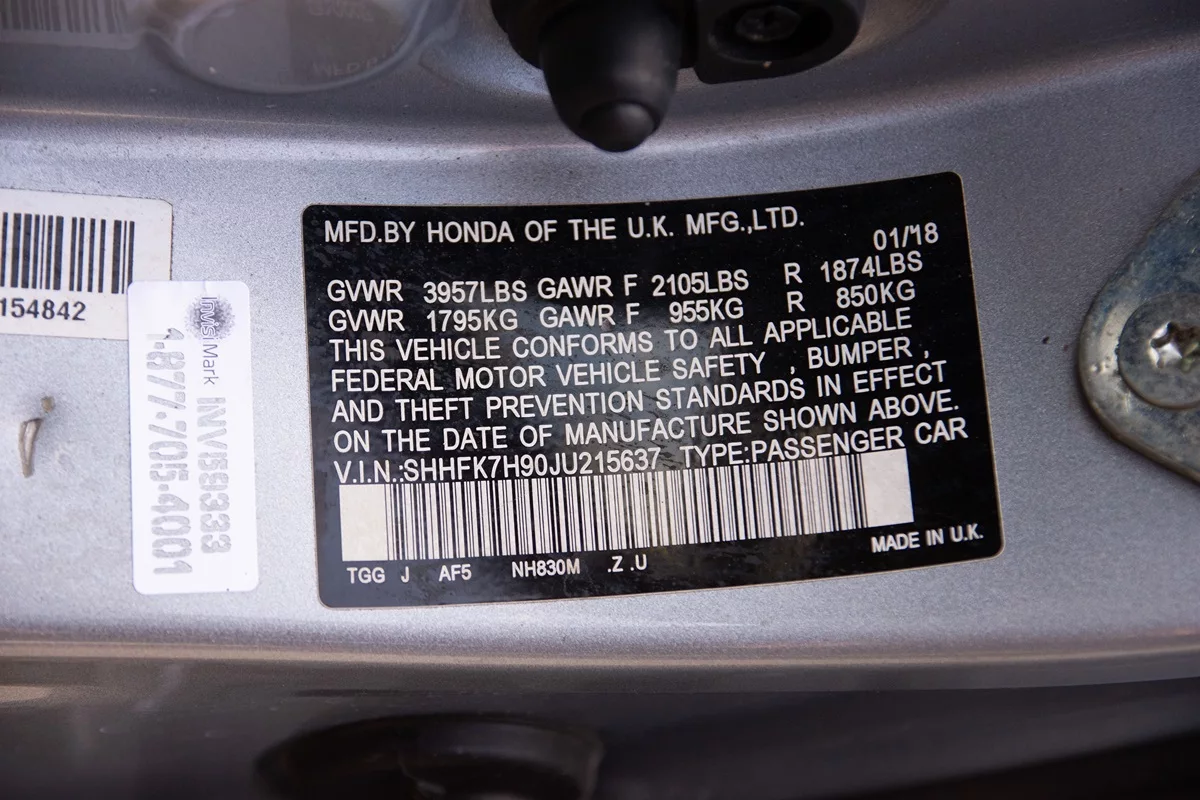 MFD.BY HONDA OF THE U.K. MFG.,LTD.
01/18
GVWR 3957LBS GAWR F 2105LBS R 1874LBS
GVWR 1795KG GAWR F 955KG R 850KG
THIS VEHICLE CONFORMS TO ALL APPLICABLE
FEDERAL MOTOR VEHICLE SAFETY , BUMPER ,
AND THEFT PREVENTION STANDARDS IN EFFECT
ON THE DATE OF MANUFACTURE SHOWN ABOVE.
V.I.N.:SHHFK7H90JU215637 TYPE:PASSENGER CAR
MADE IN U.K.
TGG J AF5 NH830M .Z .U
154842
InvisiMark INV159333
1.877.705.4001